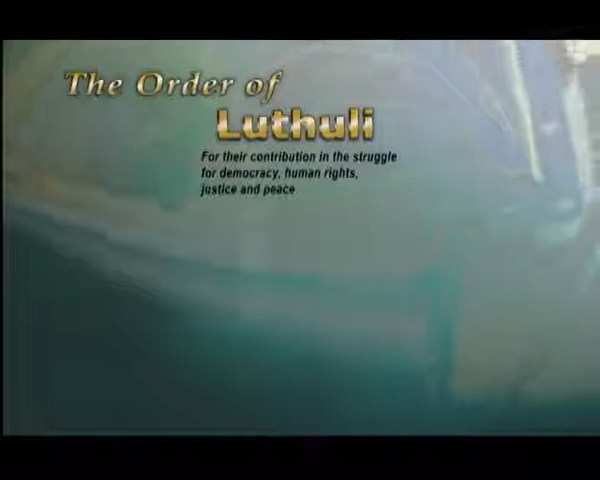 The Order of
Luthuli
For their contribution in the struggle
for democracy, human rights,
justice and peace